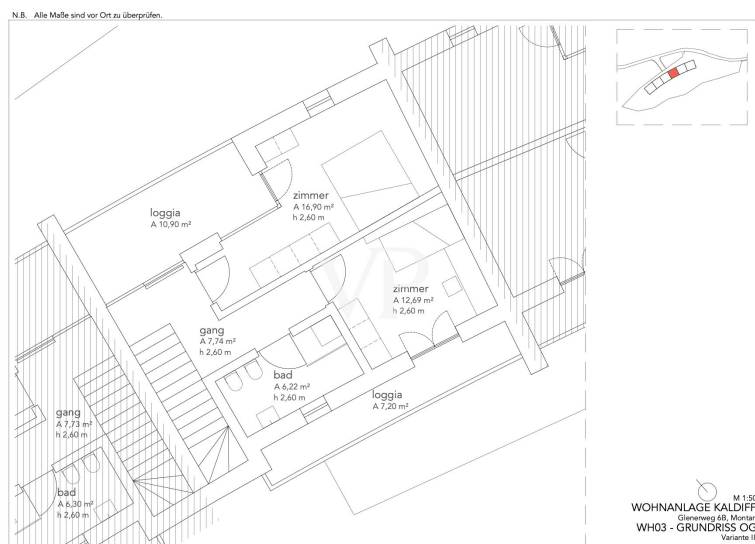 N.B. Alle Maße sind vor Ort zu überprüfen.
loggia
A 10,90 m²
zimmer
A 16,90 m²
h 2,60 m
VP
zimmer
A 12,69 m²
h 2,60 m
gang
A 7,74 m²
h 2,60 m
bad
A 6,22 m²
h 2,60 m
loggia
A 7,20 m²
gang
A 7,73 m²
h 2,60 m
bad
A 6,30 m²
h 2,60 m
M 1:50
WOHNANLAGE KALDIFF
Glenerweg 6B, Montan
WH03 - GRUNDRISS OG
Variante II